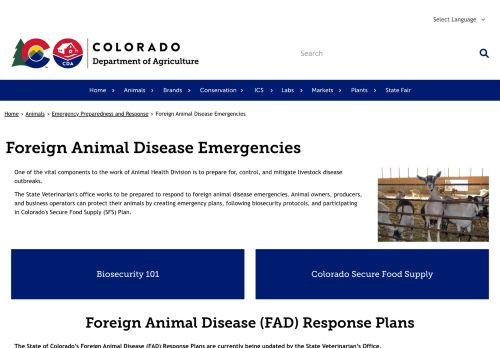 Select Language
COLORADO
Department of Agriculture
CDA
Search
Home
Animals
Brands
Conservation
ICS
Labs
Markets
Plants
State Fair
Home › Animals › Emergency Preparedness and Response › Foreign Animal Disease Emergencies
Foreign Animal Disease Emergencies
One of the vital components to the work of Animal Health Division is to prepare for, control, and mitigate livestock disease
outbreaks.
The State Veterinarian's office works to be prepared to respond to foreign animal disease emergencies. Animal owners, producers,
and business operators can protect their animals by creating emergency plans, following biosecurity protocols, and participating
in Colorado's Secure Food Supply (SFS) Plan.
Biosecurity 101
Colorado Secure Food Supply
Foreign Animal Disease (FAD) Response Plans
The State of Colorado's Foreign Animal Disease (FAD) Response Plans are currently being updated by the State Veterinarian's Office.